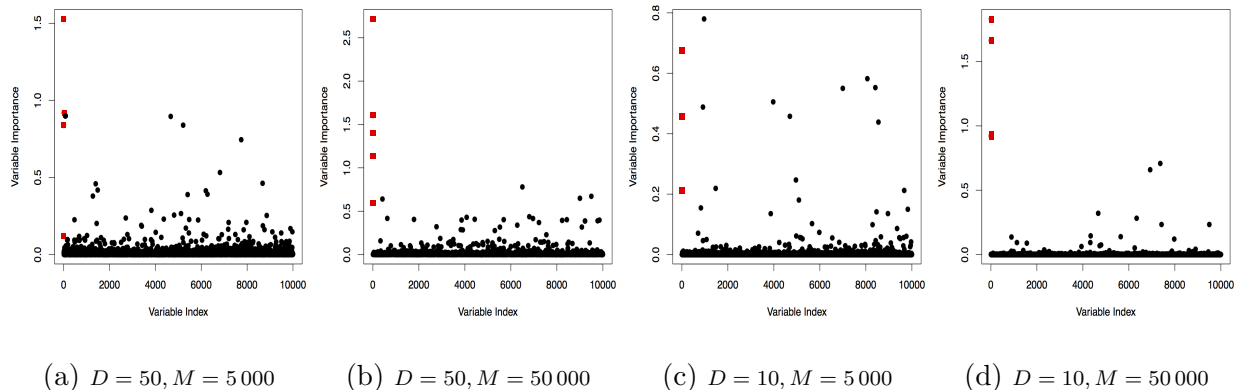 1.5
1.0
0.5
0.0
Variable Importance
0 2000 4000 6000 8000 10000
Variable Index
2.5
2.0
1.5
1.0
0.5
0.0
Variable Importance
0 2000 4000 6000 8000 10000
Variable Index
0.8
0.6
0.4
0.2
0.0
Variable Importance
0 2000 4000 6000 8000 10000
Variable Index
1.5
1.0
0.5
0.0
Variable Importance
0 2000 4000 6000 8000 10000
Variable Index
(a) D = 50, M = 5 000
(b) D = 50, M = 50 000
(c) D = 10, M = 5 000
(d) D = 10, M = 50 000